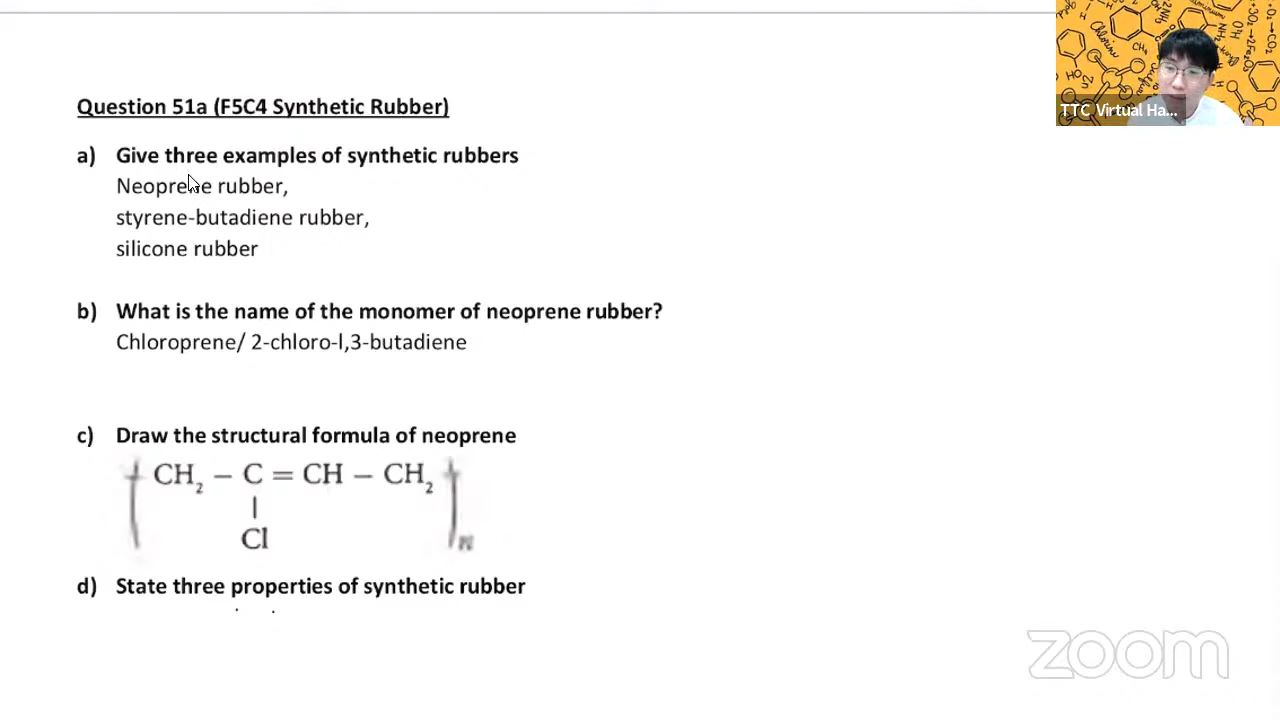 Question 51a (F5C4 Synthetic Rubber)
a) Give three examples of synthetic rubbers
Neoprene rubber,
styrene-butadiene rubber,
silicone rubber
b) What is the name of the monomer of neoprene rubber?
Chloroprene/ 2-chloro-l,3-butadiene
c) Draw the structural formula of neoprene
CH₂ – C = CH – CH₂
Cl
n
d) State three properties of synthetic rubber
TTC Virtual Ha...
zoom